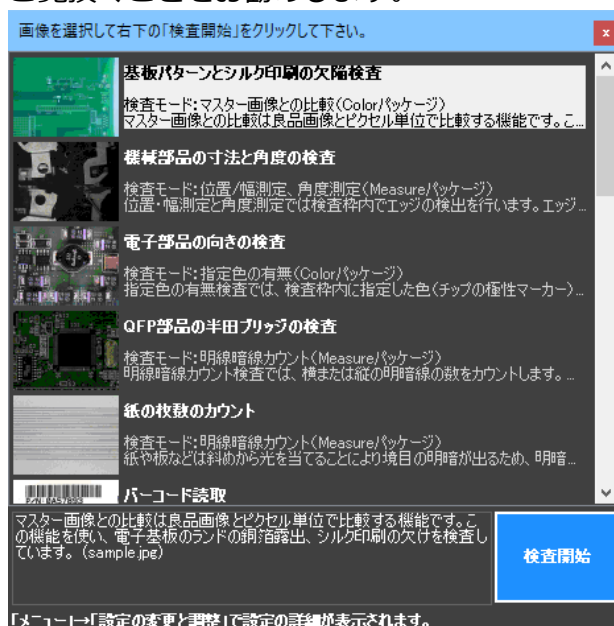 画像を選択して右下の「検査開始」をクリックして下さい。
x
基板パターンとシルク印刷の欠陥検査
検査モード:マスター画像との比較(Colorパッケージ)
マスター画像との比較は良品画像とピクセル単位で比較する機能です。こ...
機械部品の寸法と角度の検査
検査モード:位置/幅測定、角度測定(Measureパッケージ)
位置・幅測定と角度測定では検査枠内でエッジの検出を行います。エッジ...
電子部品の向きの検査
検査モード:指定色の有無(Colorパッケージ)
指定色の有無検査では、検査枠内に指定した色(チップの極性マーカー)...
QFP部品の半田ブリッジの検査
検査モード:明線暗線カウント(Measureパッケージ)
明線暗線カウント検査では、横または縦の明暗線の数をカウントします。...
紙の枚数のカウント
検査モード:明線暗線カウント(Measureパッケージ)
紙や板などは斜めから光を当てることにより境目の明暗が出るため、明暗...
バーコード読取
マスター画像との比較は良品画像とピクセル単位で比較する機能です。こ
の機能を使い、電子基板のランドの銅箔露出、シルク印刷の欠けを検査し
ています。(sample.jpg)
検査開始
「メニュー」→「設定の変更と調整」で設定の詳細が表示されます。